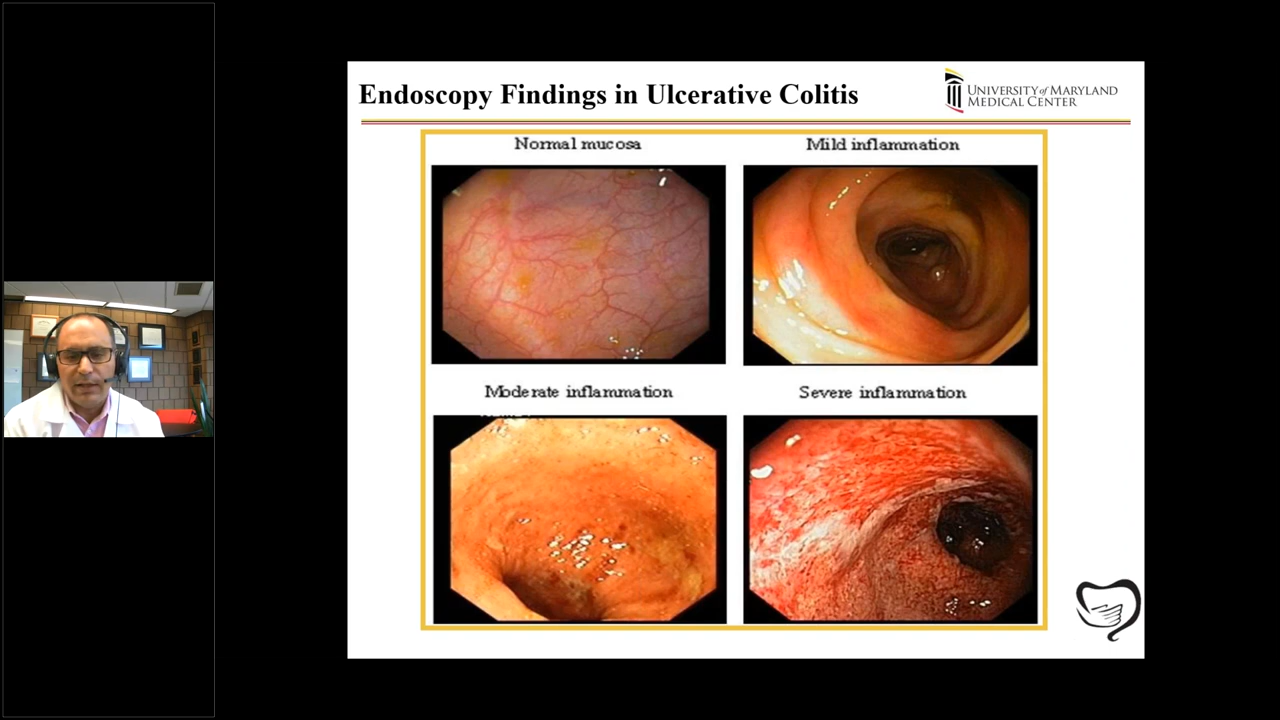 Endoscopy Findings in Ulcerative Colitis
UNIVERSITY of MARYLAND
MEDICAL CENTER
Normal mucosa
Mild inflammation
Moderate inflammation
Severe inflammation